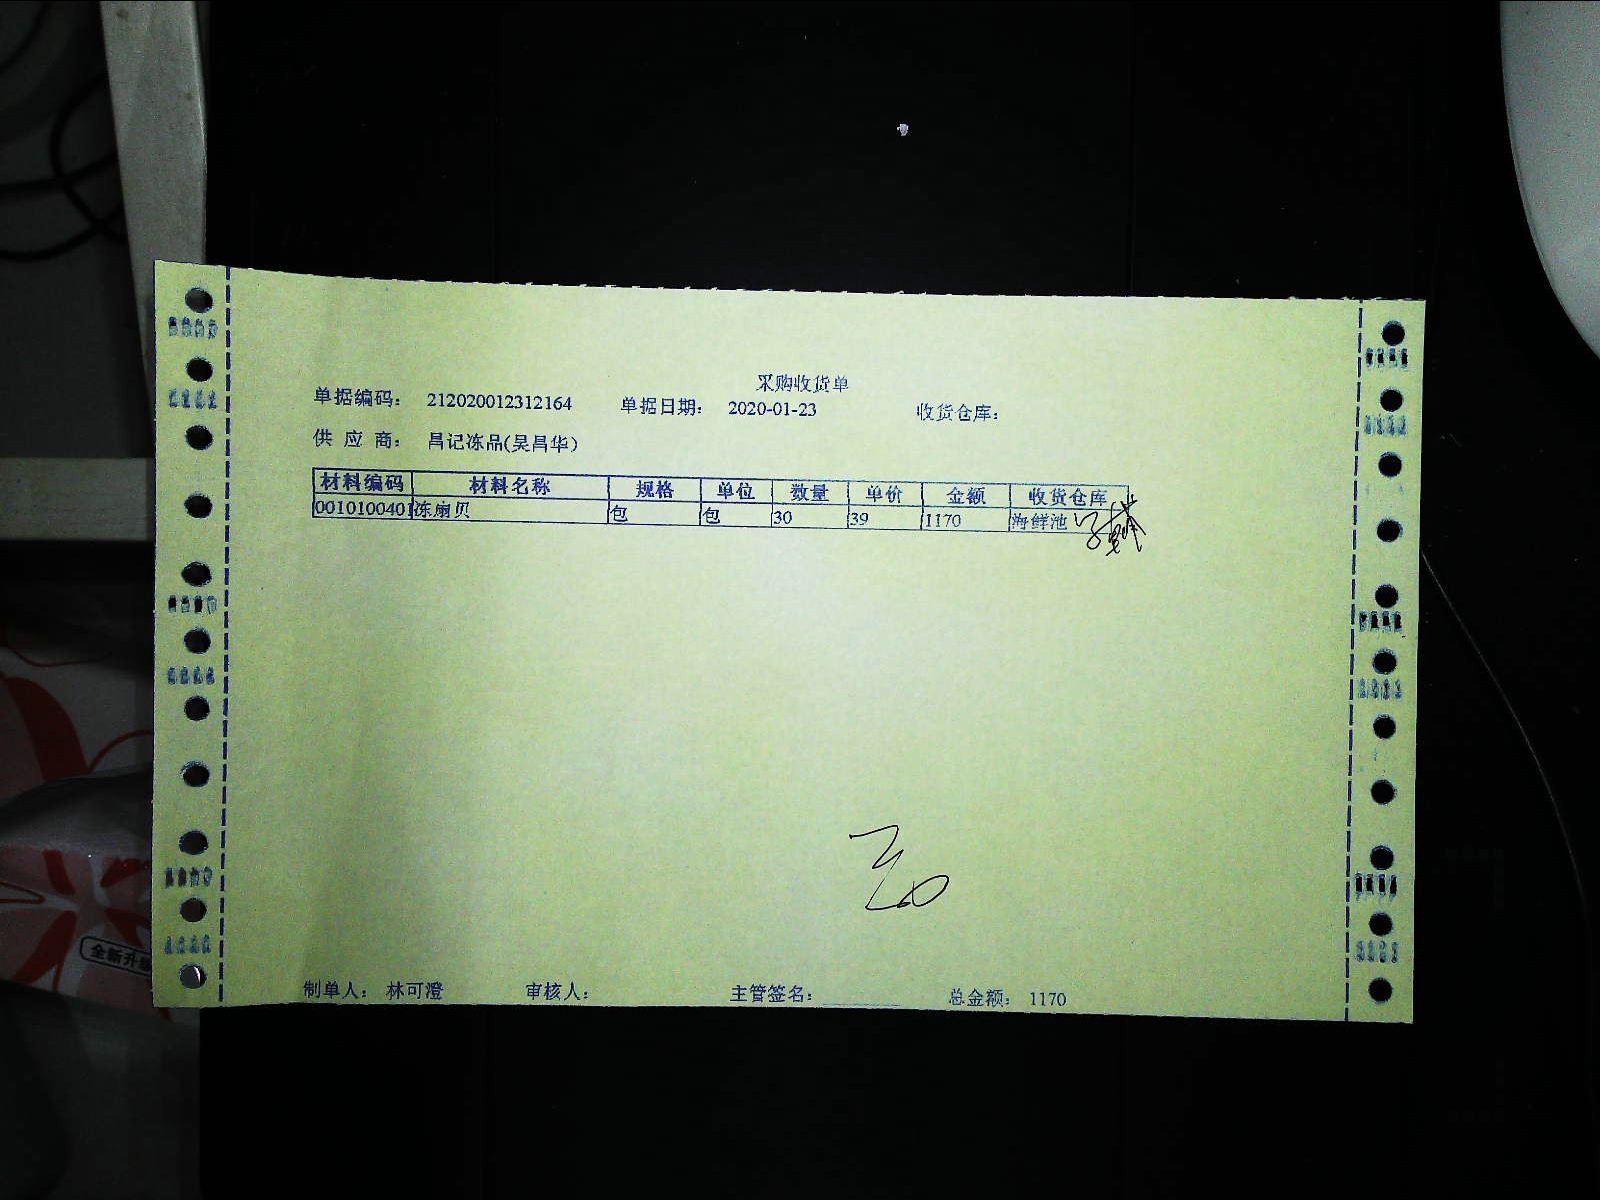 采购收货单
单据编码： 212020012312164 单据日期： 2020-01-23 收货仓库：
供 应 商： 昌记冻品(吴昌华)
材料编码 材料名称 规格 单位 数量 单价 金额 收货仓库
0010100401 冻扇贝 包 包 30 39 1170 海鲜池
制单人： 林可澄 审核人： 主管签名： 总金额： 1170
全新升级